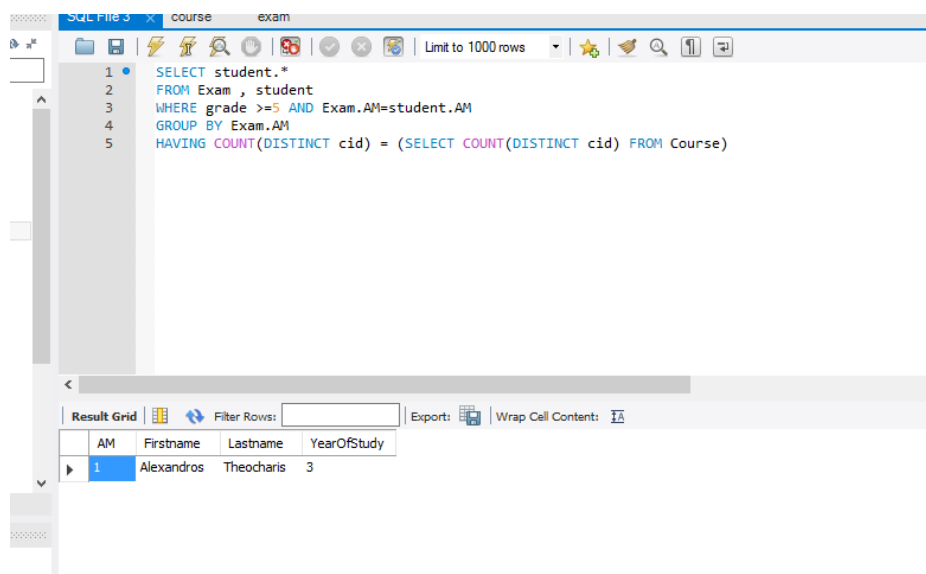 SQL File 3 × course exam
Limit to 1000 rows
1 SELECT student.*
2 FROM Exam , student
3 WHERE grade >=5 AND Exam.AM=student.AM
4 GROUP BY Exam.AM
5 HAVING COUNT(DISTINCT cid) = (SELECT COUNT(DISTINCT cid) FROM Course)
Result Grid Filter Rows: Export: Wrap Cell Content: IA
AM Firstname Lastname YearOfStudy
1 Alexandros Theocharis 3